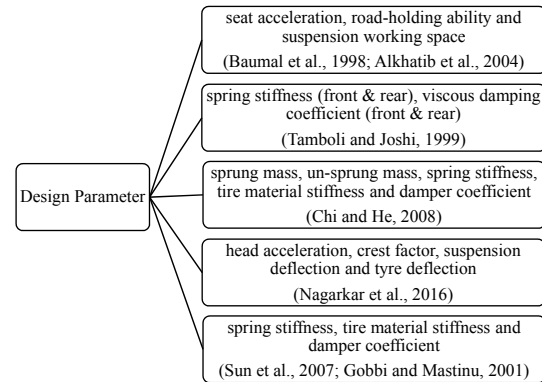 seat acceleration, road-holding ability and
suspension working space
(Baumal et al., 1998; Alkhatib et al., 2004)
spring stiffness (front & rear), viscous damping
coefficient (front & rear)
(Tamboli and Joshi, 1999)
Design Parameter
sprung mass, un-sprung mass, spring stiffness,
tire material stiffness and damper coefficient
(Chi and He, 2008)
head acceleration, crest factor, suspension
deflection and tyre deflection
(Nagarkar et al., 2016)
spring stiffness, tire material stiffness and
damper coefficient
(Sun et al., 2007; Gobbi and Mastinu, 2001)